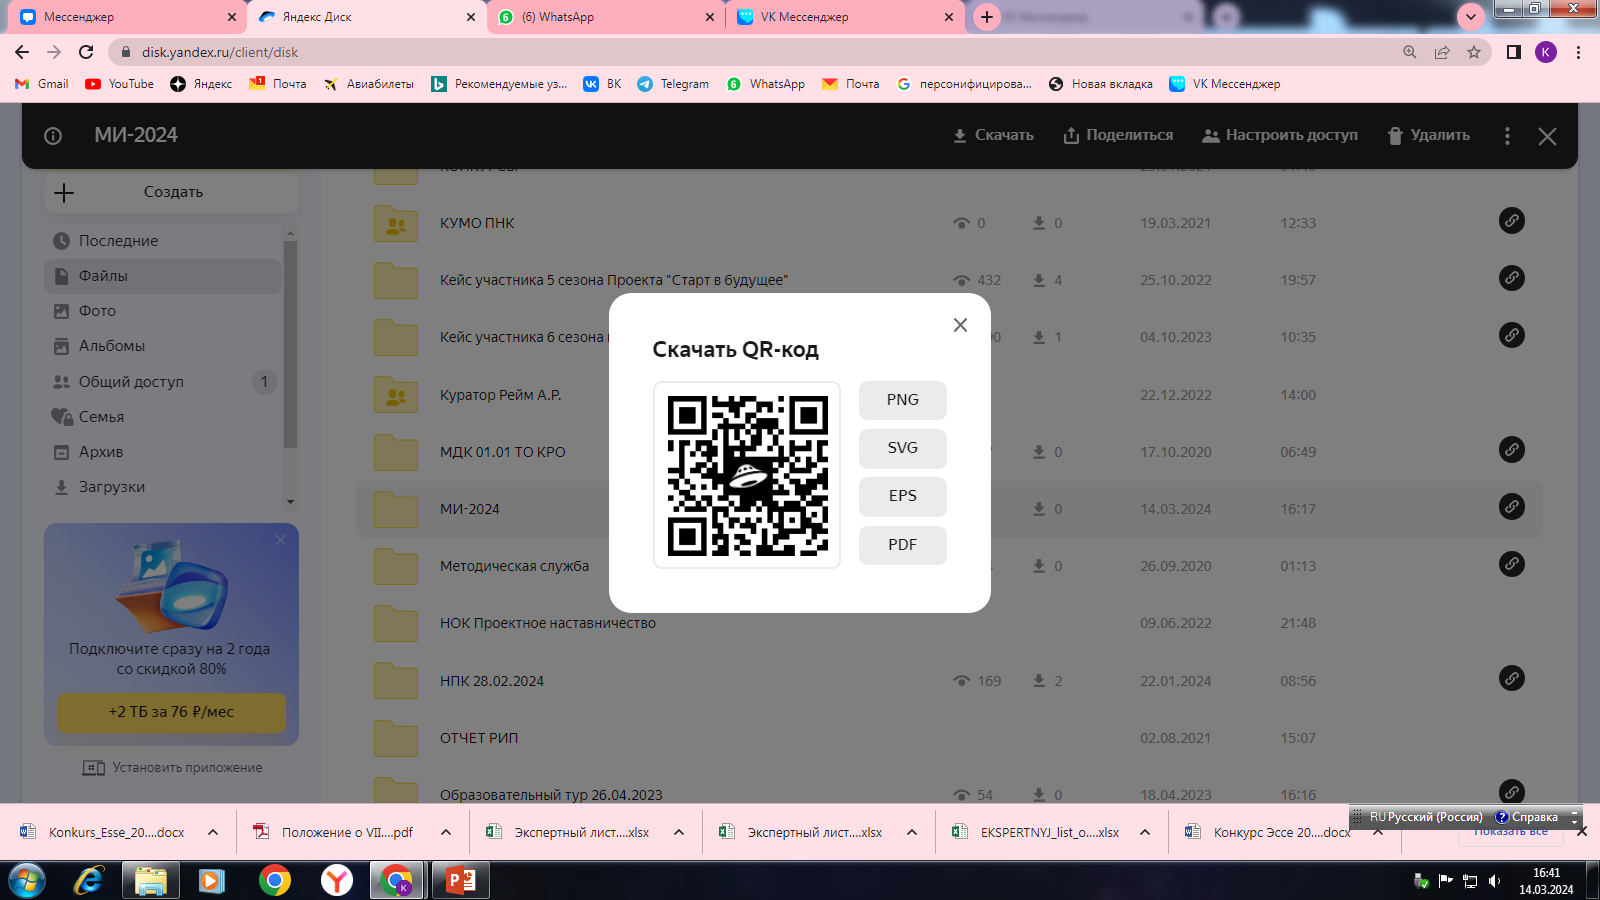 Мессенджер
Яндекс Диск
(6) WhatsApp
VK Мессенджер
disk.yandex.ru/client/disk
K
Gmail
YouTube
Яндекс
Почта
Авиабилеты
Рекомендуемые уз...
ВК
Telegram
WhatsApp
Почта
персонифицирова...
Новая вкладка
VK Мессенджер
МИ-2024
Скачать
Поделиться
Настроить доступ
Удалить
Создать
Последние
Файлы
Фото
Альбомы
Общий доступ 1
Семья
Архив
Загрузки
Подключите сразу на 2 года
со скидкой 80%
+2 ТБ за 76 ₽/мес
Установить приложение
КУМО ПНК 0 0 19.03.2021 12:33
Кейс участника 5 сезона Проекта "Старт в будущее" 432 4 25.10.2022 19:57
Кейс участника 6 сезона 1 04.10.2023 10:35
Куратор Рейм А.Р. 22.12.2022 14:00
МДК 01.01 ТО КРО 0 17.10.2020 06:49
МИ-2024 0 14.03.2024 16:17
Методическая служба 0 26.09.2020 01:13
НОК Проектное наставничество 09.06.2022 21:48
НПК 28.02.2024 169 2 22.01.2024 08:56
ОТЧЕТ РИП 02.08.2021 15:07
Образовательный тур 26.04.2023 54 0 18.04.2023 16:16
Скачать QR-код
PNG
SVG
EPS
PDF
Konkurs_Esse_20....docx
Положение о VII....pdf
Экспертный лист....xlsx
Экспертный лист....xlsx
EKSPERTNYJ_list_o....xlsx
Конкурс Эссе 20....docx
Показать все
RU Русский (Россия)
Справка
16:41
14.03.2024